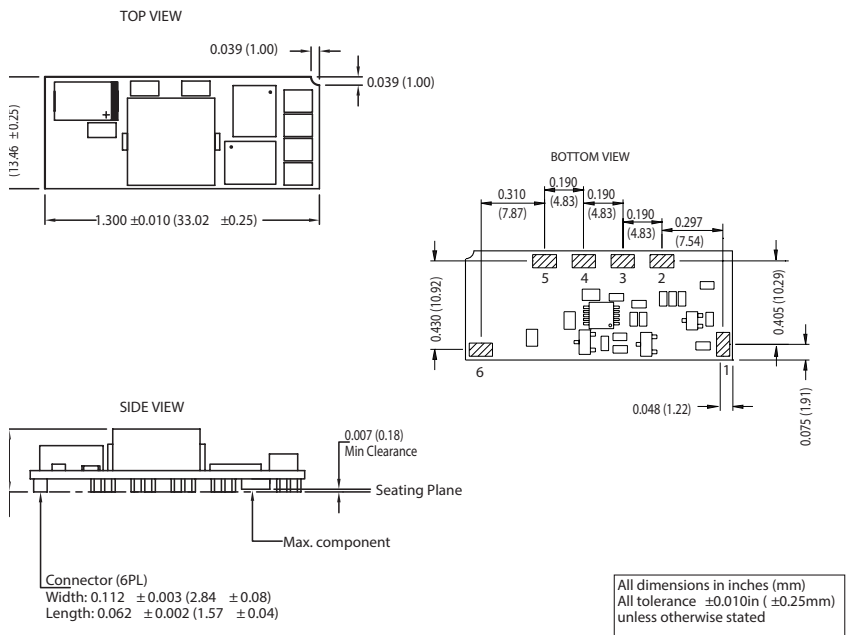 TOP VIEW
0.039 (1.00)
0.039 (1.00)
(13.46 ±0.25)
+
1.300 ±0.010 (33.02 ±0.25)
BOTTOM VIEW
0.310
(7.87)
0.190
(4.83)
0.190
(4.83)
0.190
(4.83)
0.297
(7.54)
5
4
3
2
0.430 (10.92)
0.405 (10.29)
6
1
0.048 (1.22)
0.075 (1.91)
SIDE VIEW
0.007 (0.18)
Min Clearance
Seating Plane
Max. component
Connector (6PL)
Width: 0.112 ±0.003 (2.84 ±0.08)
Length: 0.062 ±0.002 (1.57 ±0.04)
All dimensions in inches (mm)
All tolerance ±0.010in ( ±0.25mm)
unless otherwise stated